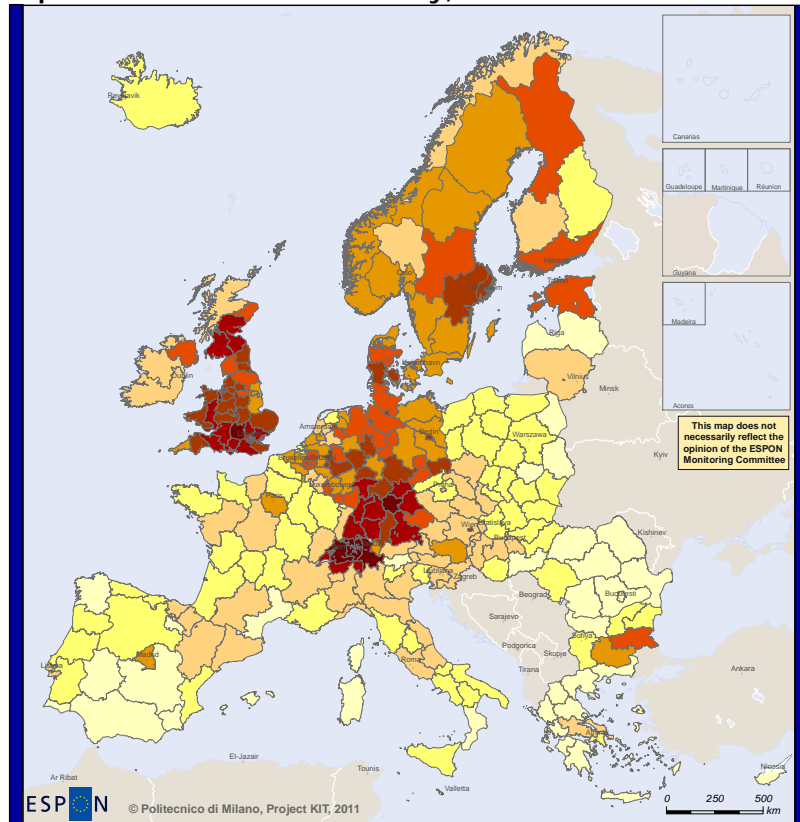 Reykjavik
Canarias
Guadeloupe
Martinique
Réunion
Guyane
Madeira
Acores
This map does not
necessarily reflect the
opinion of the ESPON
Monitoring Committee
Helsinki
Tallinn
Oslo
Riga
Vilnius
Minsk
Dublin
Amsterdam
Berlin
Warszawa
Kyiv
Praha
Paris
Wien
Bratislava
Budapest
Kishinev
Ljubljana
Zagreb
Beograd
Bucuresti
Sarajevo
Sofiya
Podgorica
Skopje
Tirana
Roma
Madrid
Lisboa
Ankara
El-Jazair
Tounis
Ar Ribat
Valletta
Nicosia
ESPON
© Politecnico di Milano, Project KIT, 2011
0 250 500
km